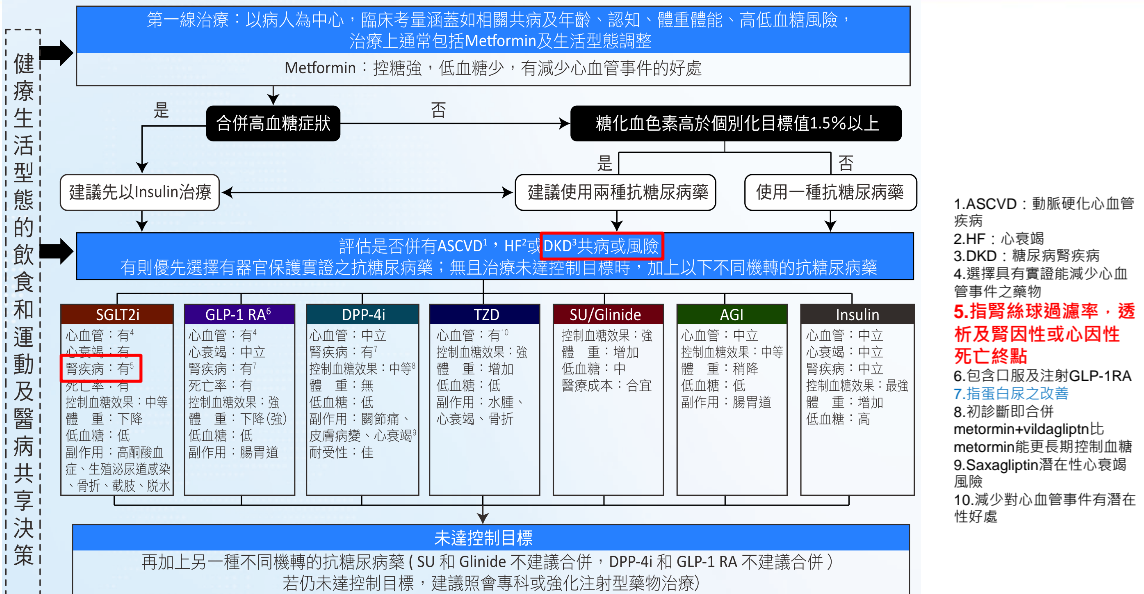 健療生活型態的飲食和運動及醫病共享決策
第一線治療：以病人為中心，臨床考量涵蓋如相關共病及年齡、認知、體重體能、高低血糖風險，
治療上通常包括Metformin及生活型態調整
Metformin：控糖強，低血糖少，有減少心血管事件的好處
是
合併高血糖症狀
否
糖化血色素高於個別化目標值1.5%以上
是
否
建議先以Insulin治療
建議使用兩種抗糖尿病藥
使用一種抗糖尿病藥
評估是否併有ASCVD¹，HF²或DKD³共病或風險
有則優先選擇有器官保護實證之抗糖尿病藥；無且治療未達控制目標時，加上以下不同機轉的抗糖尿病藥
SGLT2i
心血管：有⁴
心衰竭：有
腎疾病：有⁵
死亡率：有
控制血糖效果：中等
體　重：下降
低血糖：低
副作用：高酮酸血
症、生殖泌尿道感染
、骨折、截肢、脫水
GLP-1 RA⁶
心血管：有⁴
心衰竭：中立
腎疾病：有⁷
死亡率：有
控制血糖效果：強
體　重：下降(強)
低血糖：低
副作用：腸胃道
DPP-4i
心血管：中立
腎疾病：有⁷
控制血糖效果：中等⁸
體　重：無
低血糖：低
副作用：關節痛、
皮膚病變、心衰竭⁹
耐受性：佳
TZD
心血管：有¹⁰
控制血糖效果：強
體　重：增加
低血糖：低
副作用：水腫、
心衰竭、骨折
SU/Glinide
控制血糖效果：強
體　重：增加
低血糖：中
醫療成本：合宜
AGI
心血管：中立
控制血糖效果：中等
體　重：稍降
低血糖：低
副作用：腸胃道
Insulin
心血管：中立
心衰竭：中立
腎疾病：中立
控制血糖效果：最強
體　重：增加
低血糖：高
未達控制目標
再加上另一種不同機轉的抗糖尿病藥 ( SU 和 Glinide 不建議合併，DPP-4i 和 GLP-1 RA 不建議合併 )
若仍未達控制目標，建議照會專科或強化注射型藥物治療)
1.ASCVD：動脈硬化心血管
疾病
2.HF：心衰竭
3.DKD：糖尿病腎疾病
4.選擇具有實證能減少心血
管事件之藥物
5.指腎絲球過濾率，透
析及腎因性或心因性
死亡終點
6.包含口服及注射GLP-1RA
7.指蛋白尿之改善
8.初診斷即合併
metormin+vildagliptn比
metormin能更長期控制血糖
9.Saxagliptin潛在性心衰竭
風險
10.減少對心血管事件有潛在
性好處